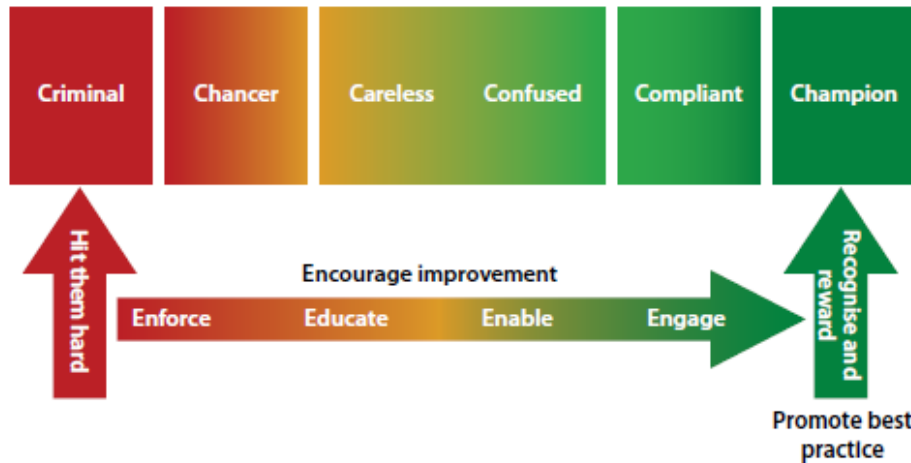 Criminal
Chancer
Careless
Confused
Compliant
Champion
Hit them hard
Encourage improvement
Enforce
Educate
Enable
Engage
Recognise and
reward
Promote best
practice